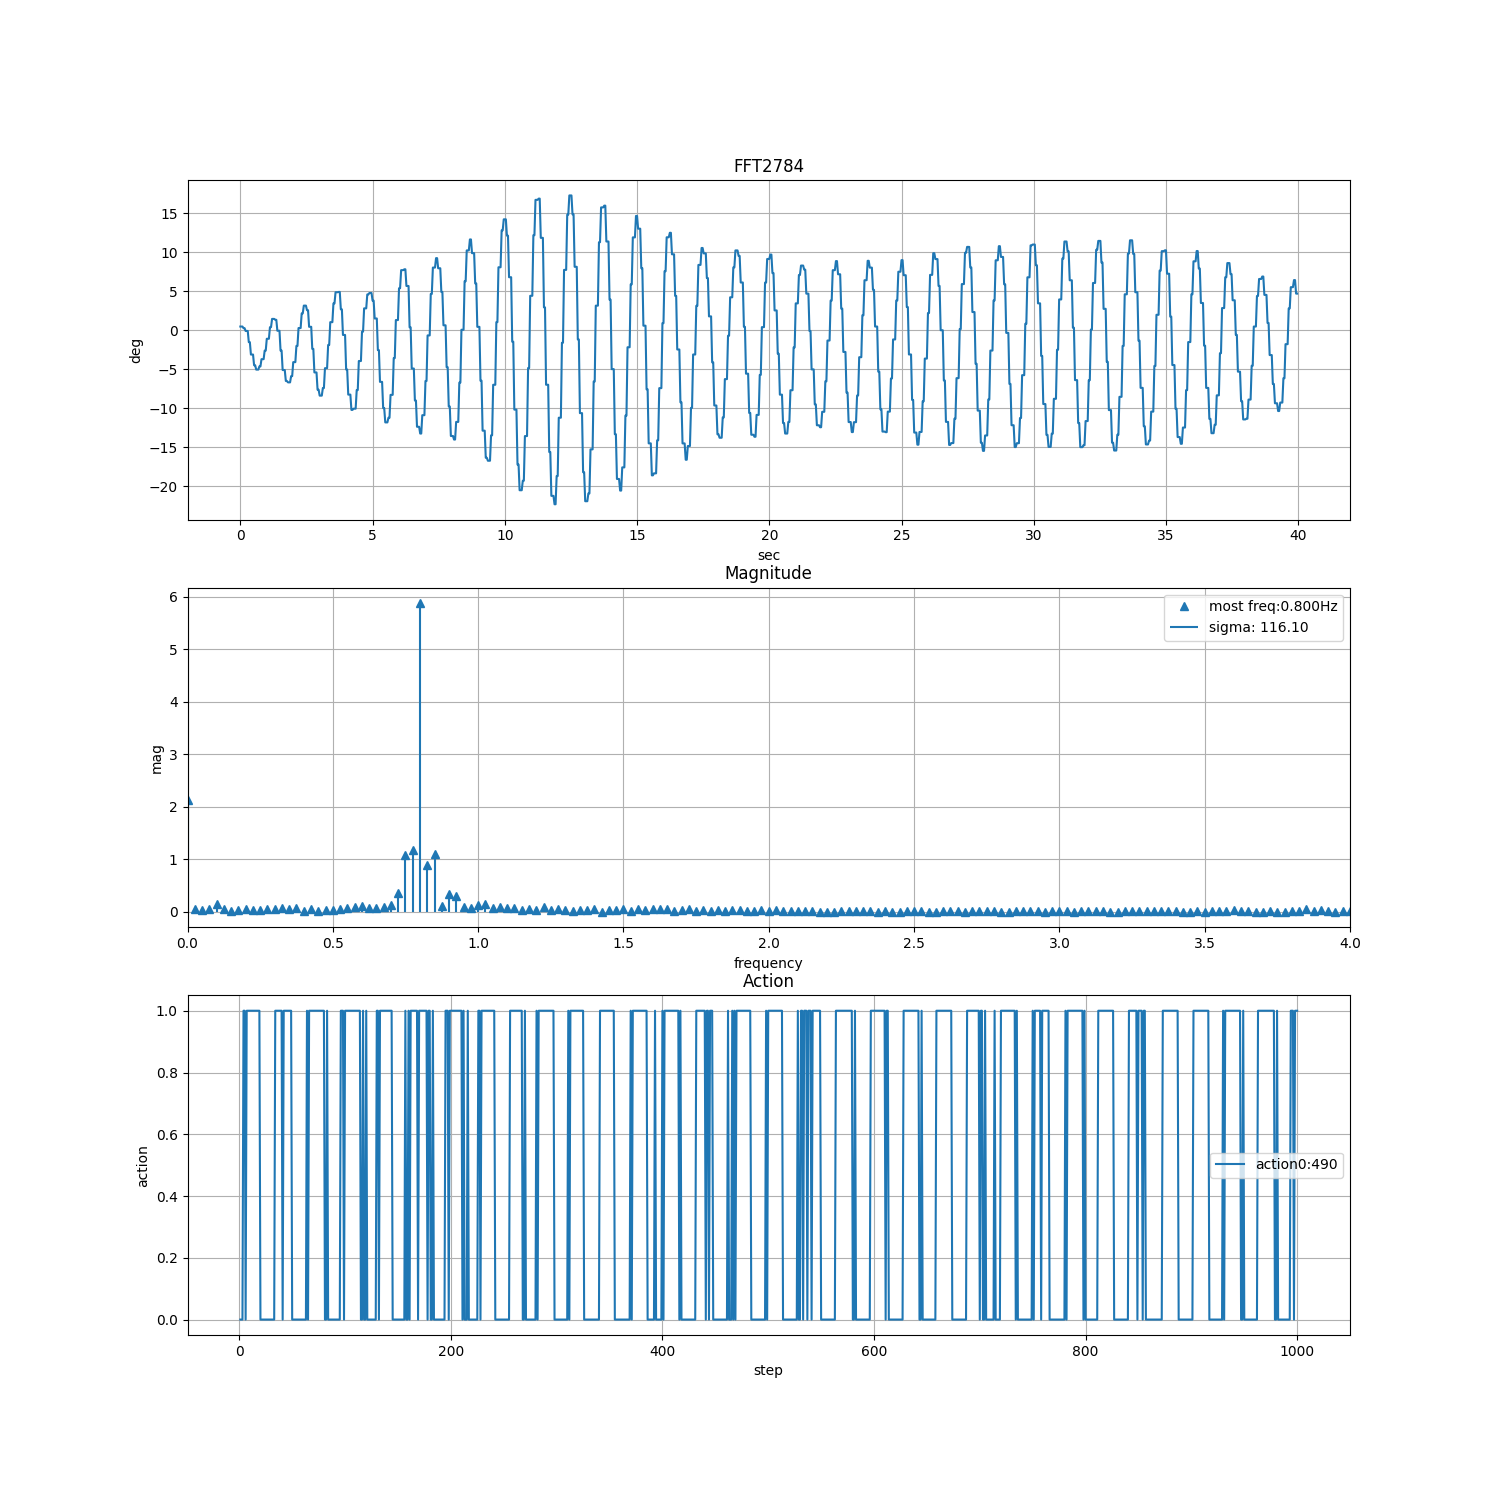 FFT2784
15
10
5
0
−5
−10
−15
−20
deg
0 5 10 15 20 25 30 35 40
sec
Magnitude
most freq:0.800Hz
sigma: 116.10
6
5
4
3
2
1
0
mag
0.0 0.5 1.0 1.5 2.0 2.5 3.0 3.5 4.0
frequency
Action
1.0
0.8
0.6
0.4
0.2
0.0
action
action0:490
0 200 400 600 800 1000
step